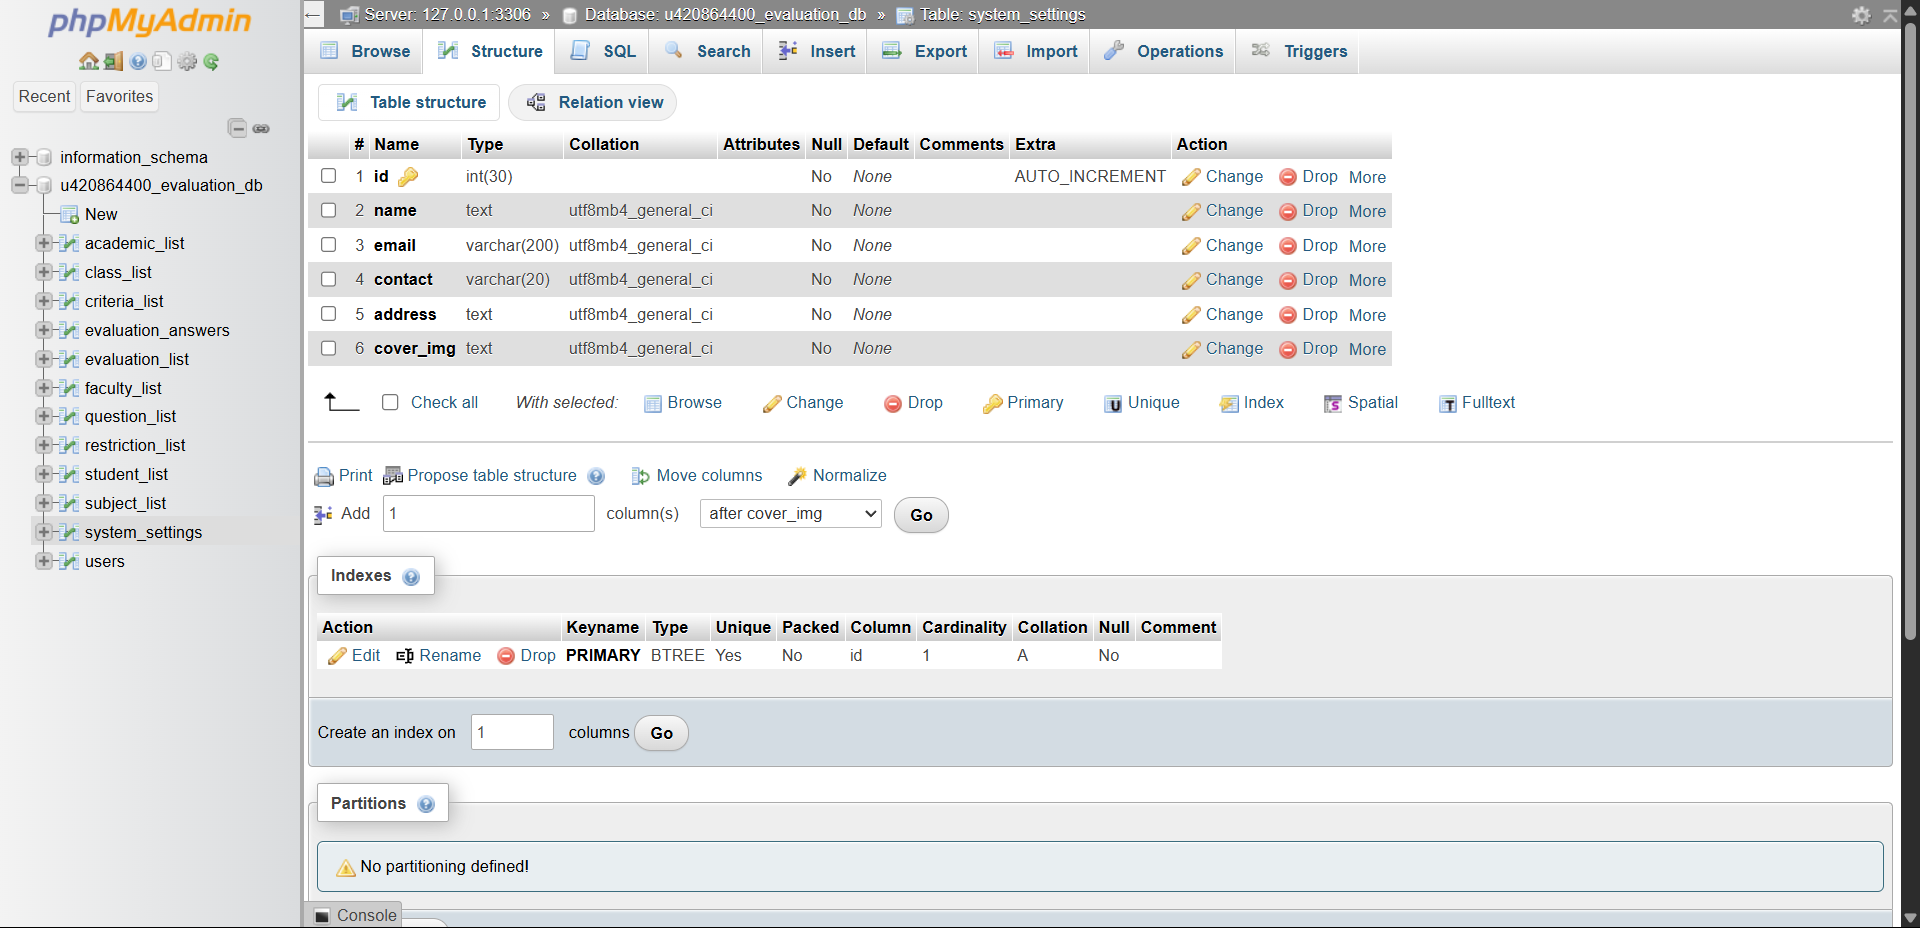 phpMyAdmin
Recent Favorites
information_schema
u420864400_evaluation_db
New
academic_list
class_list
criteria_list
evaluation_answers
evaluation_list
faculty_list
question_list
restriction_list
student_list
subject_list
system_settings
users
Server: 127.0.0.1:3306 » Database: u420864400_evaluation_db » Table: system_settings
Browse Structure SQL Search Insert Export Import Operations Triggers
Table structure Relation view
# Name Type Collation Attributes Null Default Comments Extra Action
1 id int(30) No None AUTO_INCREMENT Change Drop More
2 name text utf8mb4_general_ci No None Change Drop More
3 email varchar(200) utf8mb4_general_ci No None Change Drop More
4 contact varchar(20) utf8mb4_general_ci No None Change Drop More
5 address text utf8mb4_general_ci No None Change Drop More
6 cover_img text utf8mb4_general_ci No None Change Drop More
Check all With selected: Browse Change Drop Primary Unique Index Spatial Fulltext
Print Propose table structure Move columns Normalize
Add 1 column(s) after cover_img Go
Indexes
Action Keyname Type Unique Packed Column Cardinality Collation Null Comment
Edit Rename Drop PRIMARY BTREE Yes No id 1 A No
Create an index on 1 columns Go
Partitions
No partitioning defined!
Console